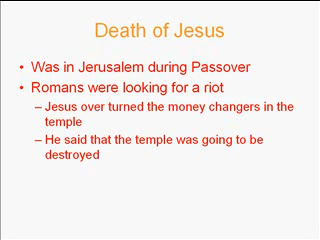 Death of Jesus
• Was in Jerusalem during Passover
• Romans were looking for a riot
– Jesus over turned the money changers in the
temple
– He said that the temple was going to be
destroyed